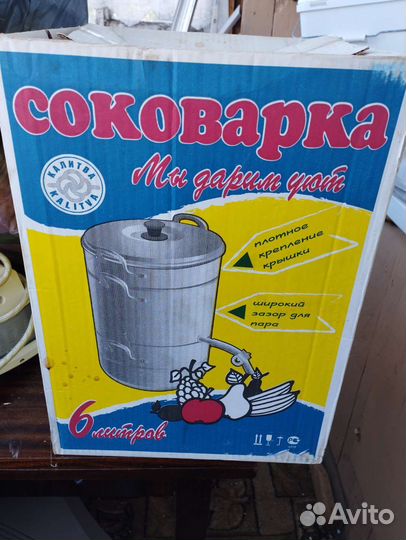 СОКОВАРКА
КАЛИТВА
KALITVA
Мы дарим уют
плотное
крепление
крышки
широкий
зазор для
пара
6 литров
Avito